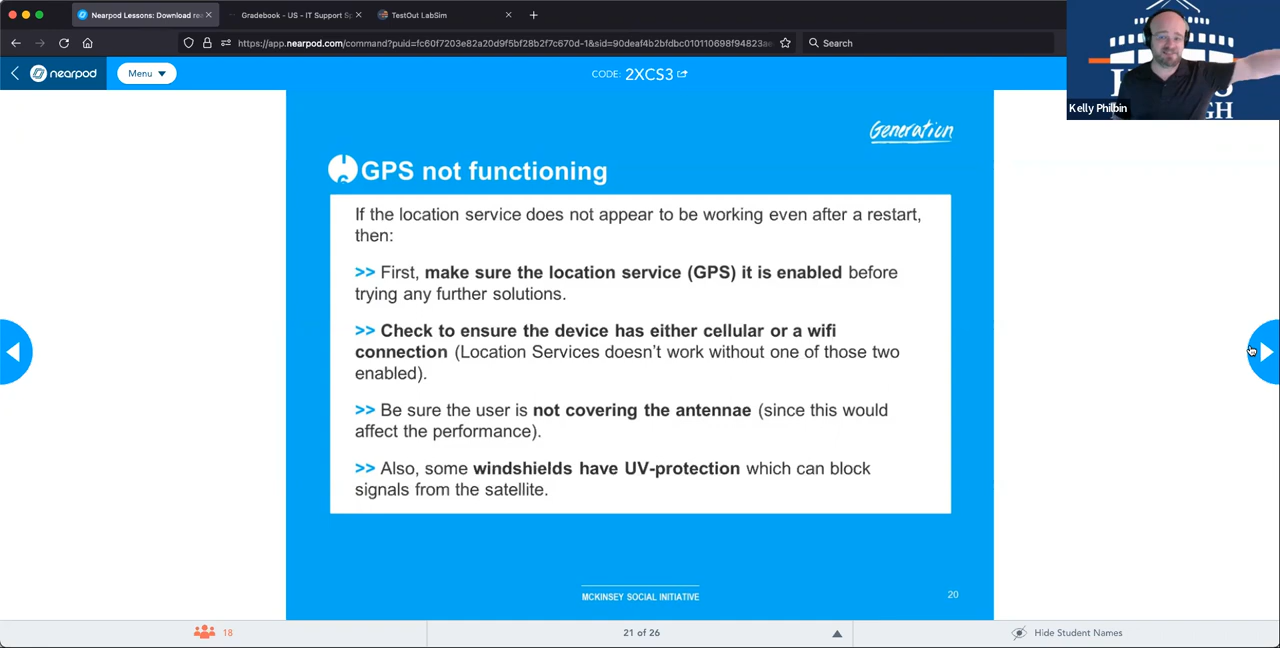 Nearpod Lessons: Download re
Gradebook - US - IT Support Sp
TestOut LabSim
https://app.nearpod.com/command?puid=fc60f7203e82a20d9f5bf28b2f7c670d-1&sid=90deaf4b2bfdbc010110698f94823a
Search
nearpod
Menu
CODE: 2XCS3
Kelly Philbin
GH
Generation
GPS not functioning
If the location service does not appear to be working even after a restart,
then:
>> First, make sure the location service (GPS) it is enabled before
trying any further solutions.
>> Check to ensure the device has either cellular or a wifi
connection (Location Services doesn't work without one of those two
enabled).
>> Be sure the user is not covering the antennae (since this would
affect the performance).
>> Also, some windshields have UV-protection which can block
signals from the satellite.
MCKINSEY SOCIAL INITIATIVE
20
18
21 of 26
Hide Student Names